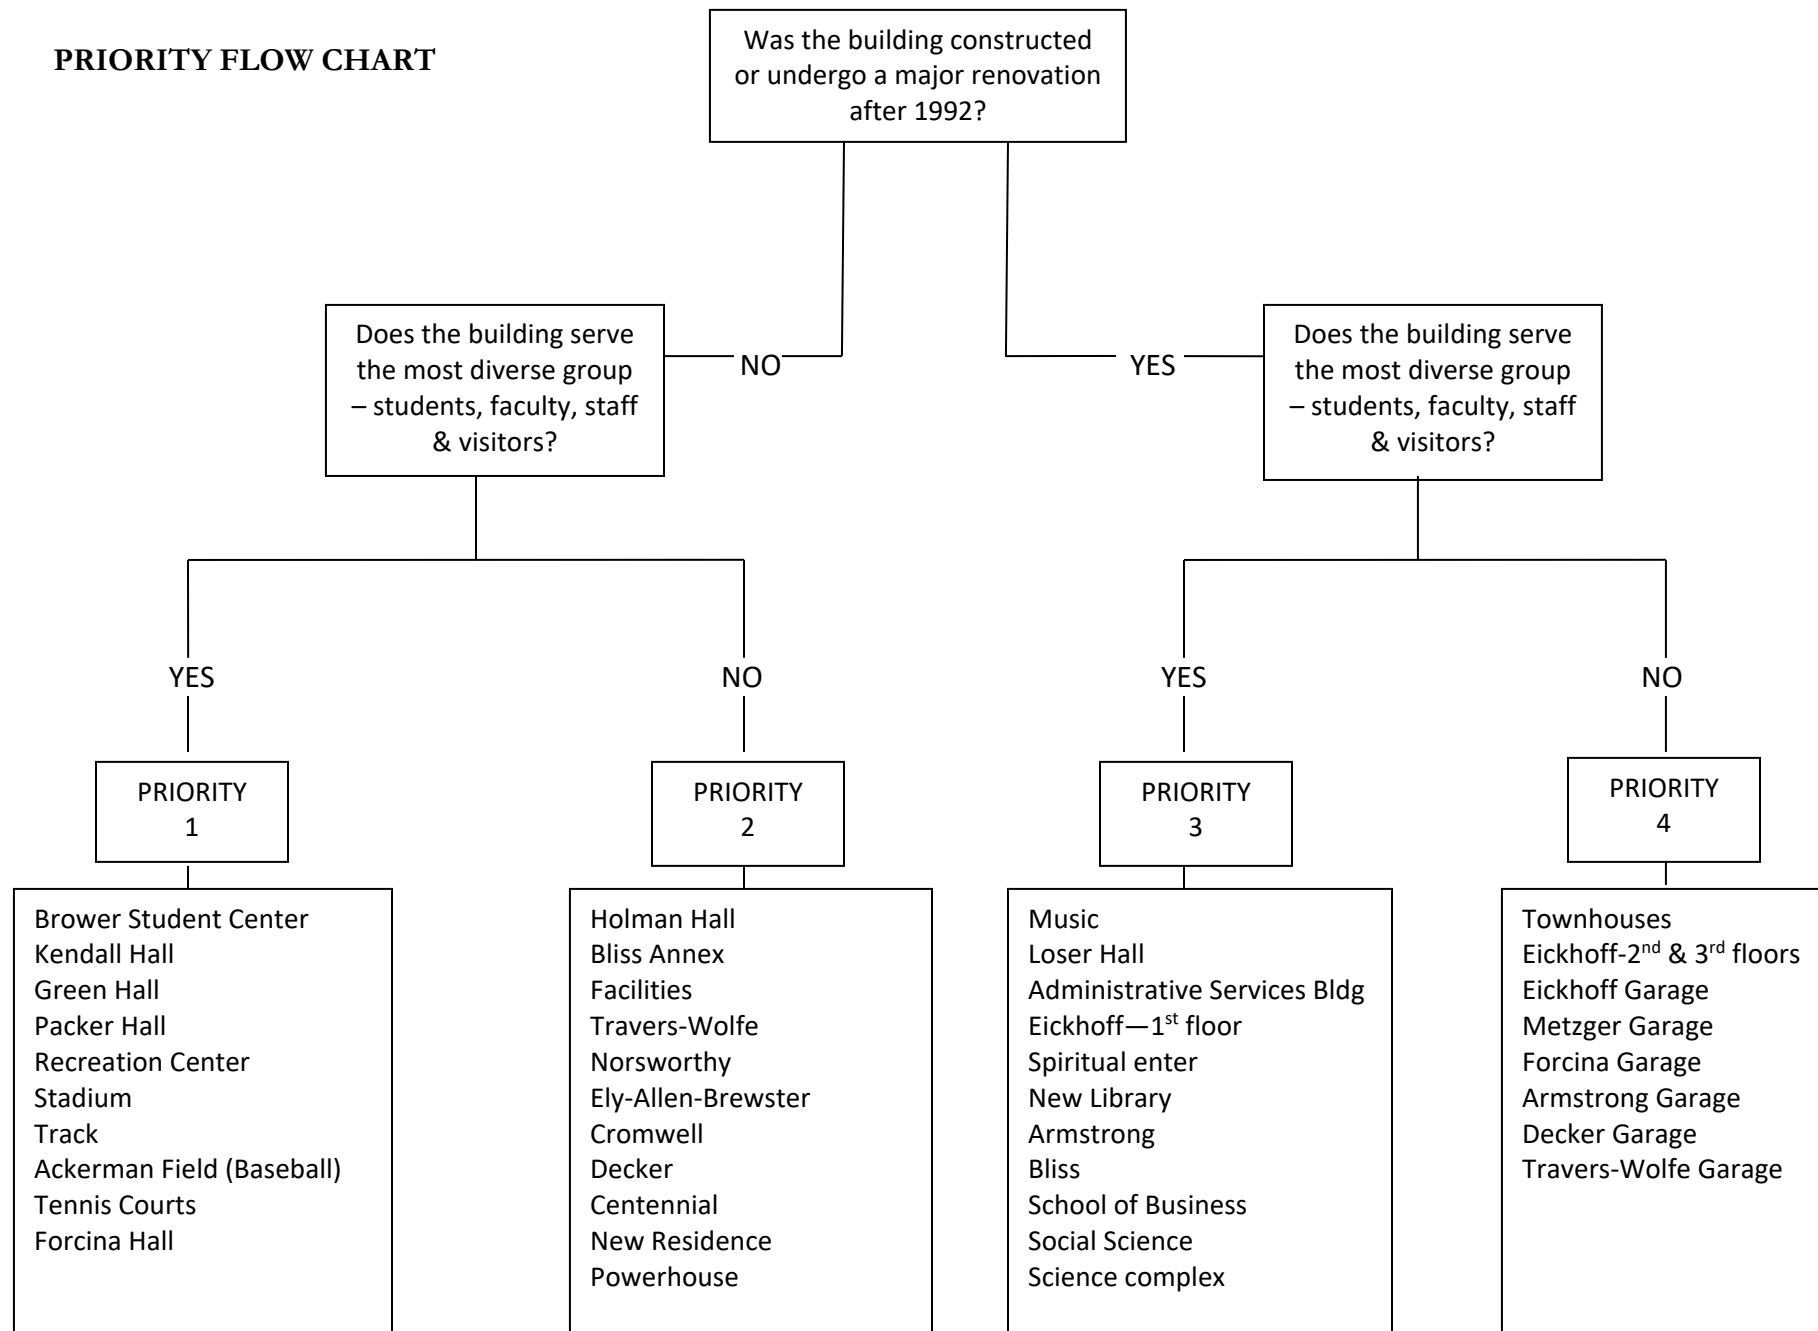 PRIORITY FLOW CHART
Was the building constructed
or undergo a major renovation
after 1992?
Does the building serve
the most diverse group
– students, faculty, staff
& visitors?
NO
YES
Does the building serve
the most diverse group
– students, faculty, staff
& visitors?
YES
NO
YES
NO
PRIORITY
1
PRIORITY
2
PRIORITY
3
PRIORITY
4
Brower Student Center
Kendall Hall
Green Hall
Packer Hall
Recreation Center
Stadium
Track
Ackerman Field (Baseball)
Tennis Courts
Forcina Hall
Holman Hall
Bliss Annex
Facilities
Travers-Wolfe
Norsworthy
Ely-Allen-Brewster
Cromwell
Decker
Centennial
New Residence
Powerhouse
Music
Loser Hall
Administrative Services Bldg
Eickhoff—1st floor
Spiritual enter
New Library
Armstrong
Bliss
School of Business
Social Science
Science complex
Townhouses
Eickhoff-2nd & 3rd floors
Eickhoff Garage
Metzger Garage
Forcina Garage
Armstrong Garage
Decker Garage
Travers-Wolfe Garage